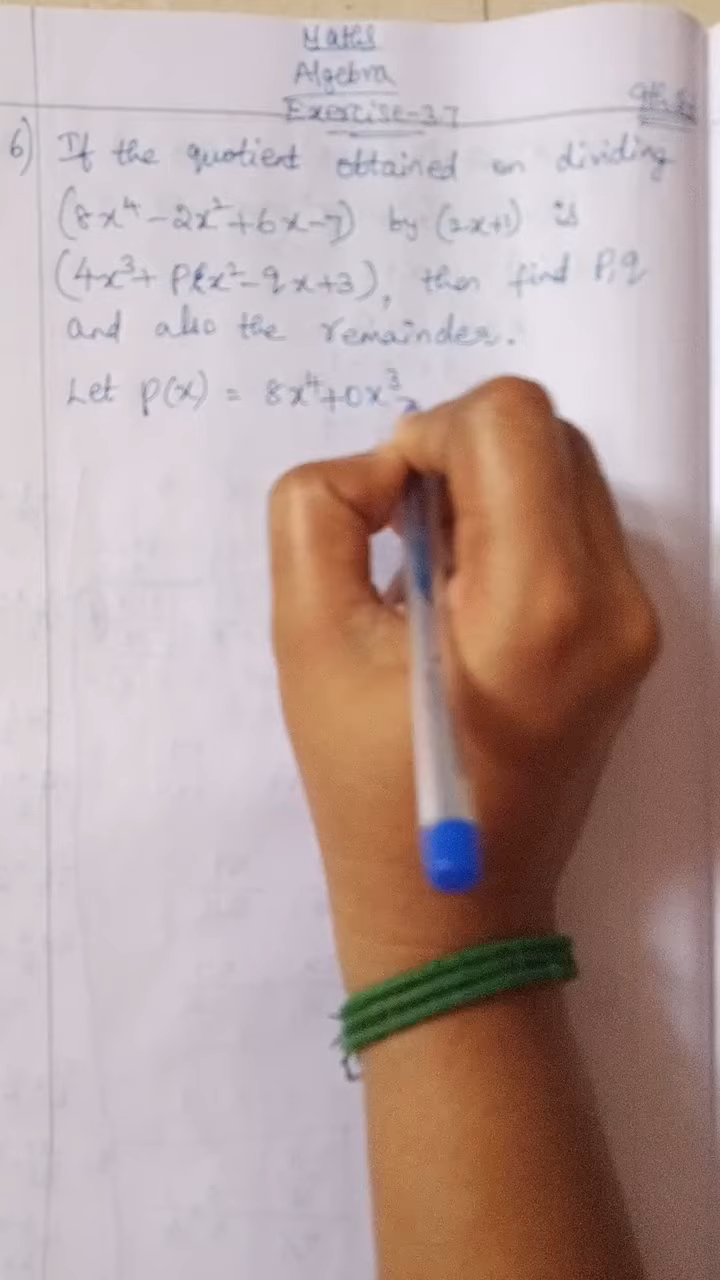 Maths
Algebra
Exercise-3.7
6) If the quotient obtained on dividing
(8x⁴-2x²+6x-7) by (2x+1) is
(4x³+px²-qx+3), then find p,q
and also the remainder.
Let p(x) = 8x⁴+0x³